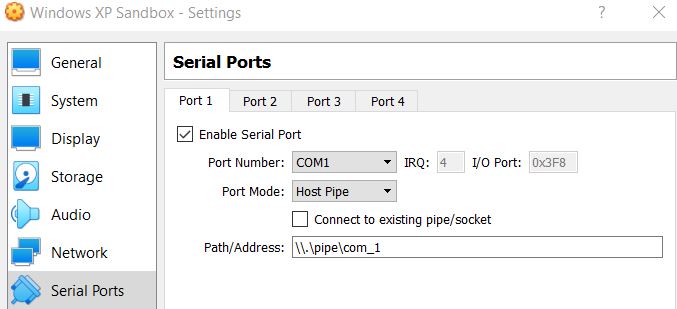 Windows XP Sandbox - Settings ? ×
General
System
Display
Storage
Audio
Network
Serial Ports
Serial Ports
Port 1 Port 2 Port 3 Port 4
Enable Serial Port
Port Number: COM1 IRQ: 4 I/O Port: 0x3F8
Port Mode: Host Pipe
Connect to existing pipe/socket
Path/Address: \\.\pipe\com_1